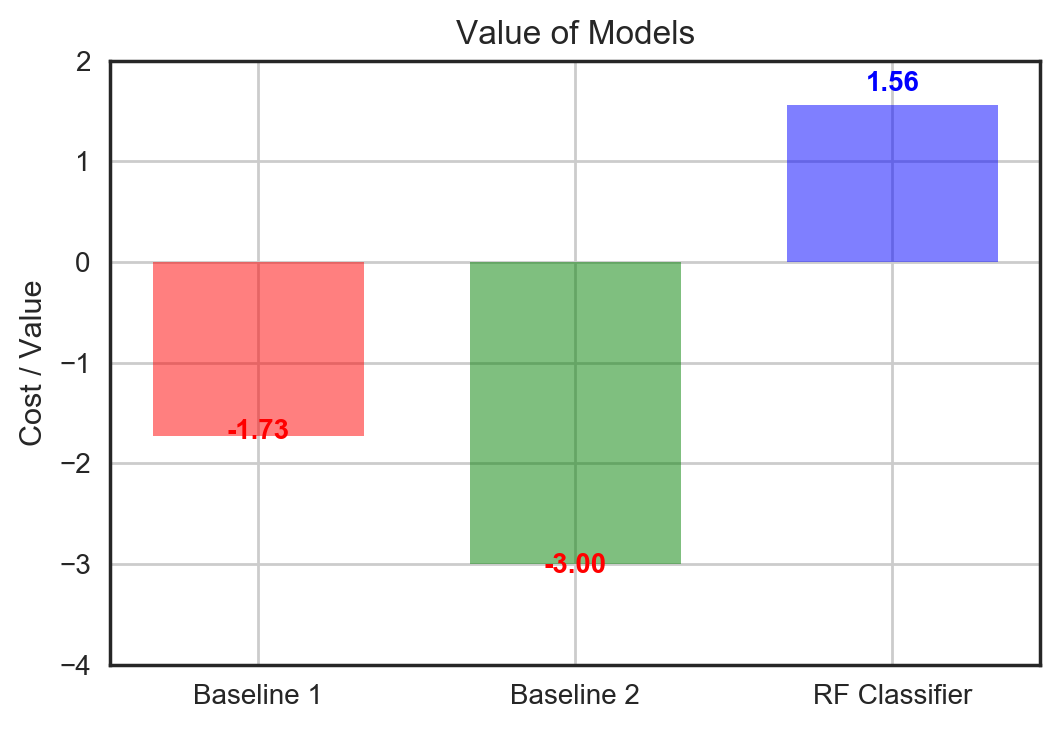 Value of Models
2
1
0
−1
−2
−3
−4
Cost / Value
1.56
-1.73
-3.00
Baseline 1
Baseline 2
RF Classifier